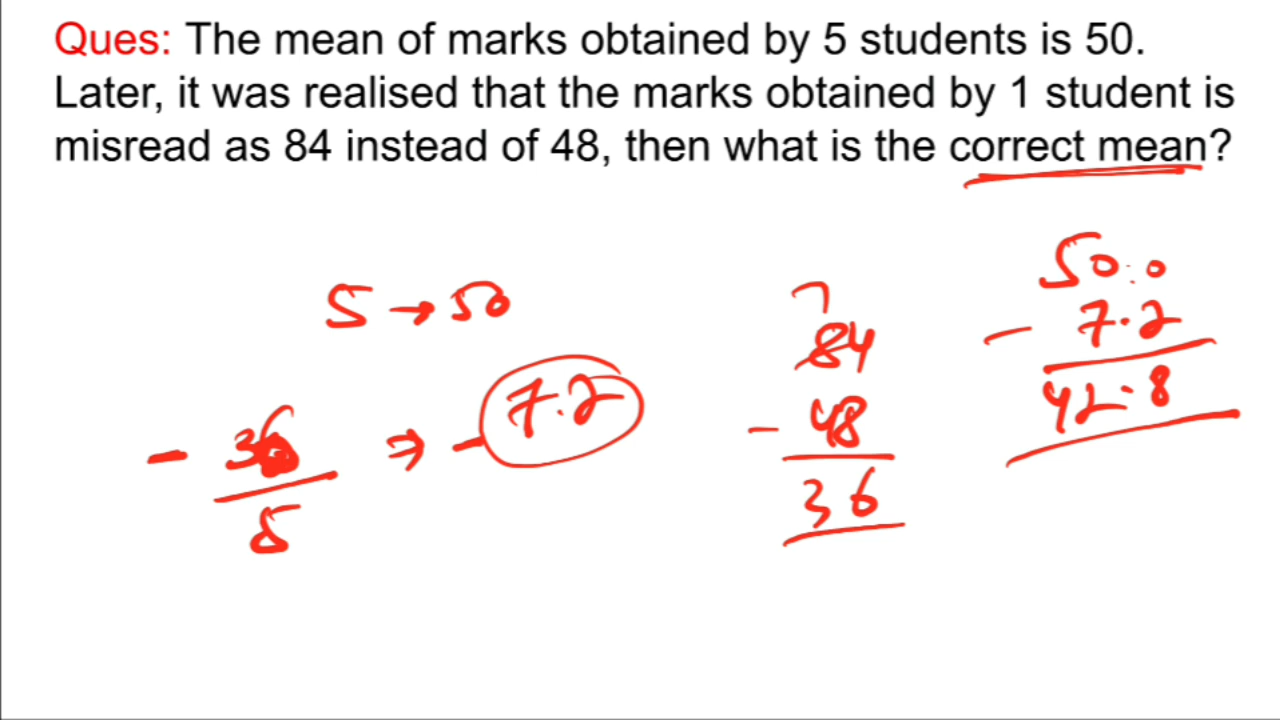 Ques: The mean of marks obtained by 5 students is 50.
Later, it was realised that the marks obtained by 1 student is
misread as 84 instead of 48, then what is the correct mean?
5 → 50
- 36
5
⇒ - 7.2
84
- 48
36
50.0
- 7.2
42.8